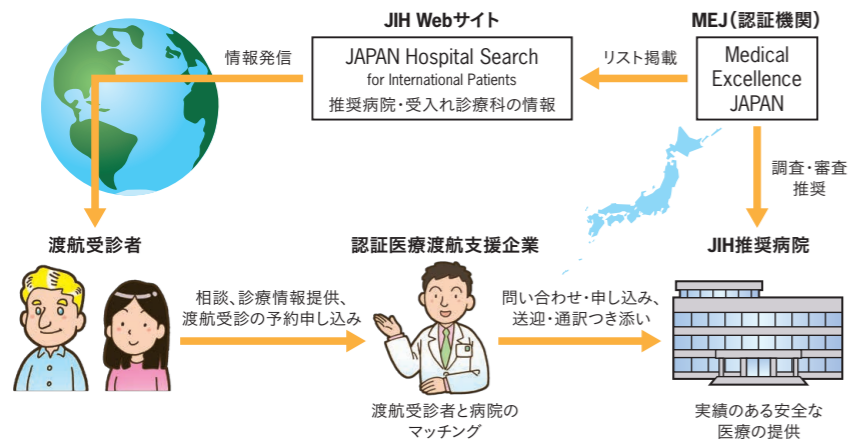 JIH Webサイト
MEJ（認証機関）
情報発信
JAPAN Hospital Search
for International Patients
推奨病院・受入れ診療科の情報
リスト掲載
Medical
Excellence
JAPAN
調査・審査
推奨
渡航受診者
認証医療渡航支援企業
JIH推奨病院
相談、診療情報提供、
渡航受診の予約申し込み
問い合わせ・申し込み、
送迎・通訳つき添い
渡航受診者と病院の
マッチング
実績のある安全な
医療の提供